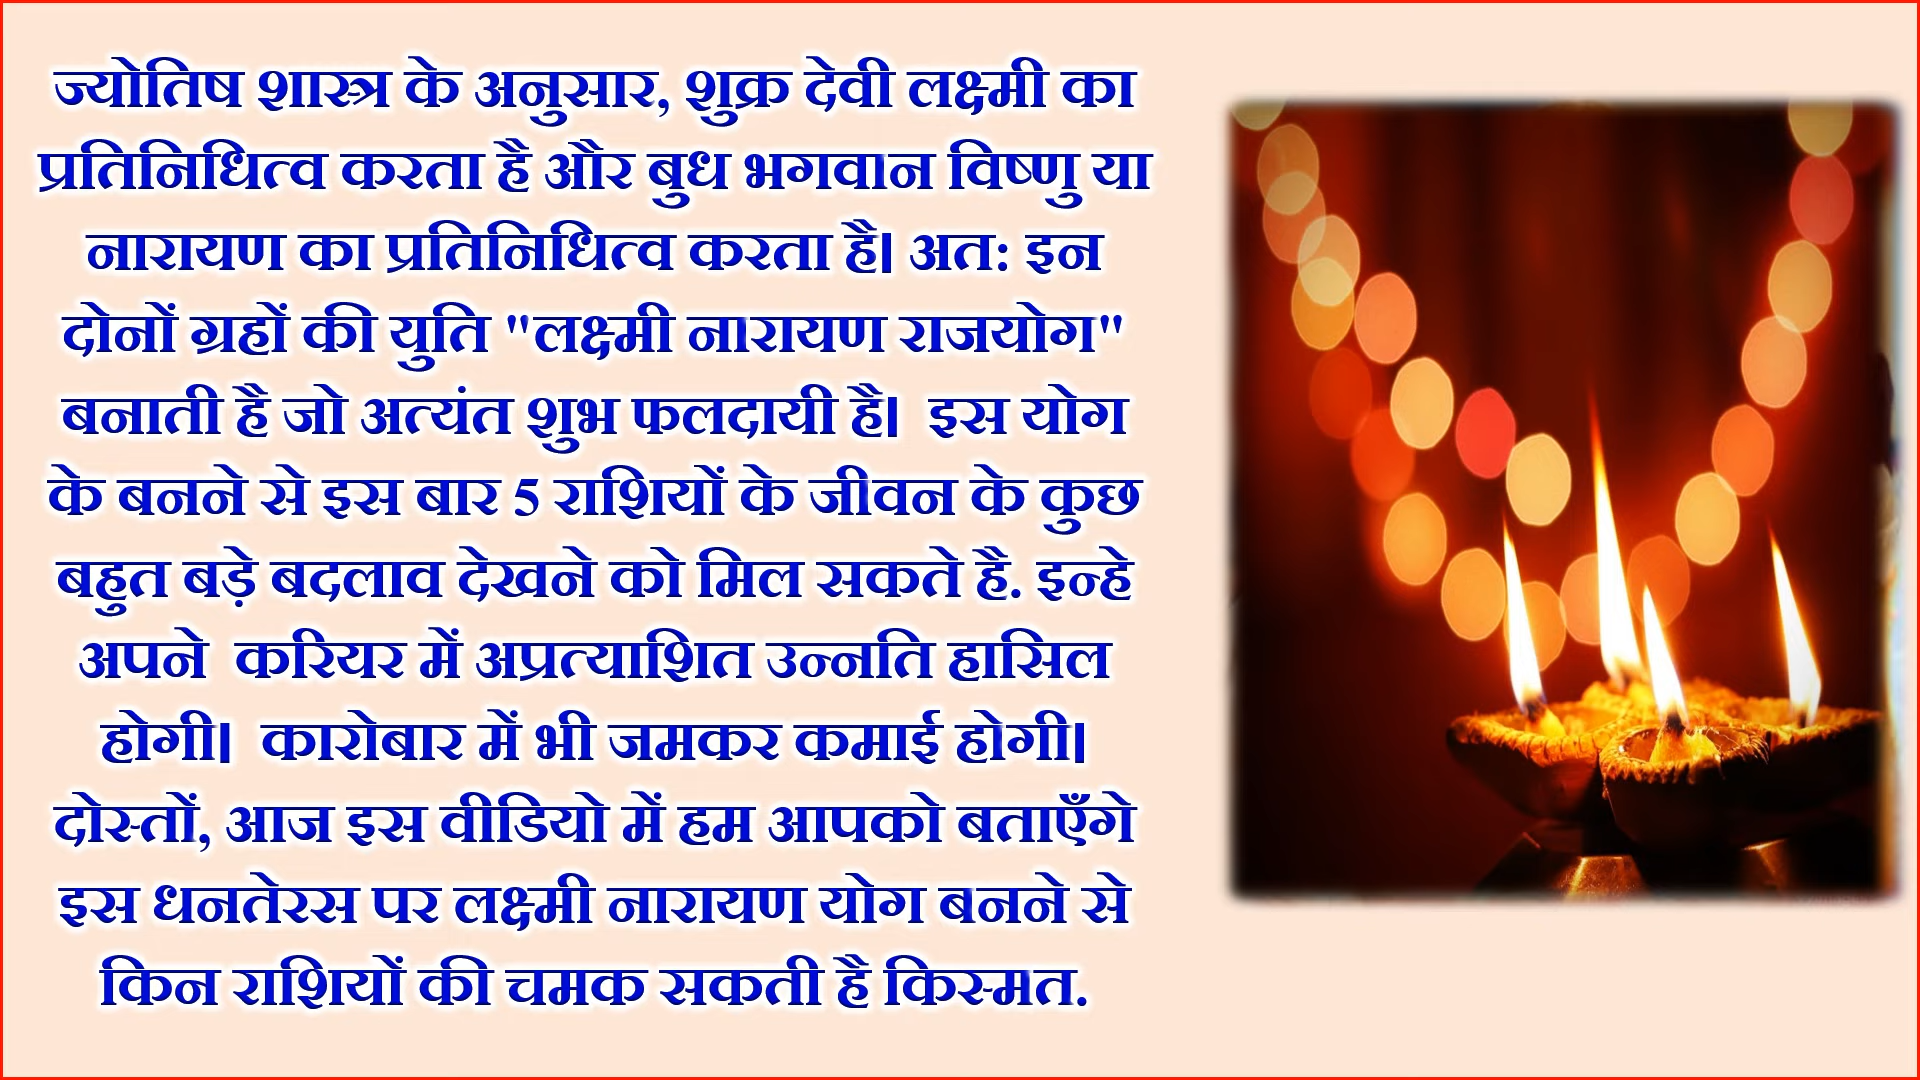 ज्योतिष शास्त्र के अनुसार, शुक्र देवी लक्ष्मी का
प्रतिनिधित्व करता है और बुध भगवान विष्णु या
नारायण का प्रतिनिधित्व करता है। अत: इन
दोनों ग्रहों की युति "लक्ष्मी नारायण राजयोग"
बनाती है जो अत्यंत शुभ फलदायी है।  इस योग
के बनने से इस बार 5 राशियों के जीवन के कुछ
बहुत बड़े बदलाव देखने को मिल सकते है. इन्हे
अपने  करियर में अप्रत्याशित उन्नति हासिल
होगी।  कारोबार में भी जमकर कमाई होगी।
दोस्तों, आज इस वीडियो में हम आपको बताएँगे
इस धनतेरस पर लक्ष्मी नारायण योग बनने से
किन राशियों की चमक सकती है किस्मत.